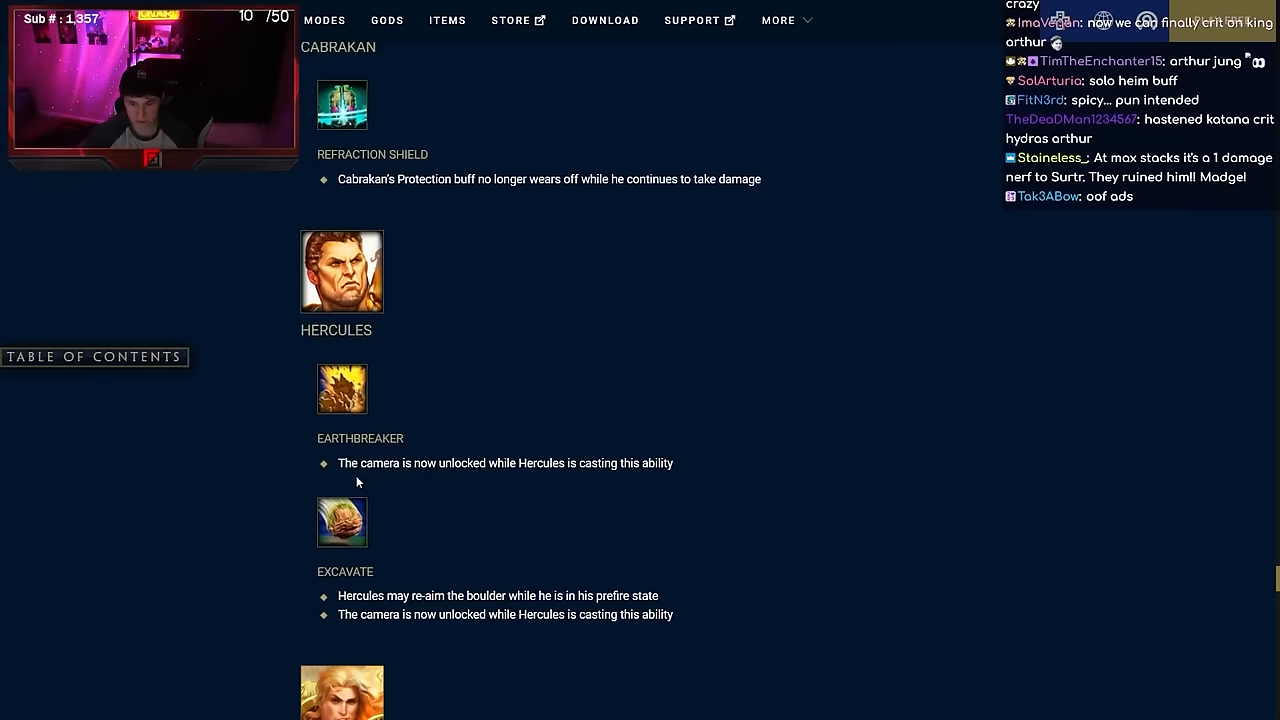 Sub # : 1,357
10 /50
MODES GODS ITEMS STORE DOWNLOAD SUPPORT MORE
CABRAKAN
REFRACTION SHIELD
Cabrakan's Protection buff no longer wears off while he continues to take damage
HERCULES
TABLE OF CONTENTS
EARTHBREAKER
The camera is now unlocked while Hercules is casting this ability
EXCAVATE
Hercules may re-aim the boulder while he is in his prefire state
The camera is now unlocked while Hercules is casting this ability
crazy
ImaVegan: now we can finally crit on king
arthur
TimTheEnchanter15: arthur jung
SolArturio: solo heim buff
FitN3rd: spicy... pun intended
TheDeaDMan1234567: hastened katana crit
hydras arthur
Staineless_: At max stacks it's a 1 damage
nerf to Surtr. They ruined him!! Madge!
Tak3ABow: oof ads